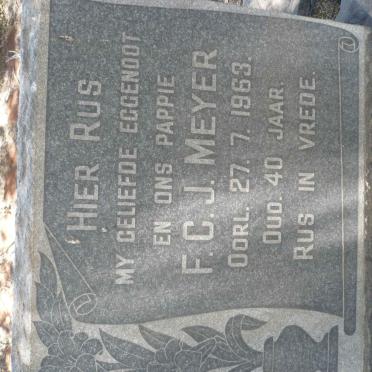 HIER RUS
MY GELIEFDE EGGENOOT
EN ONS PAPPIE
F. C. J. MEYER
OORL. 27. 7. 1963.
OUD. 40 JAAR.
RUS IN VREDE.